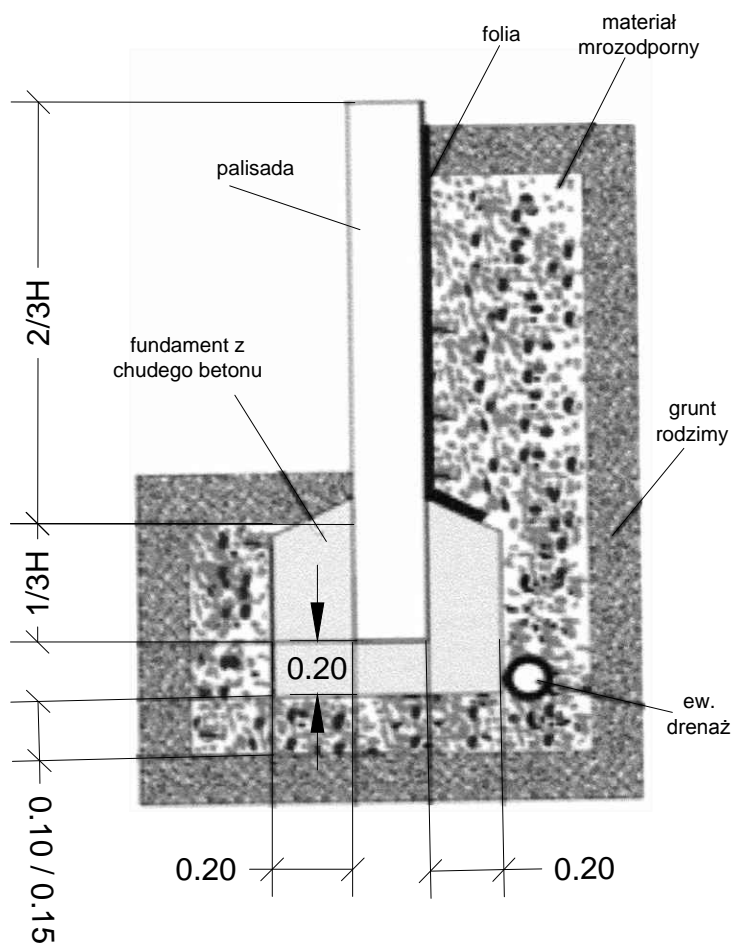 folia
materiał
mrozodporny
palisada
2/3H
fundament z
chudego betonu
grunt
rodzimy
1/3H
0.20
ew.
drenaż
0.10 / 0.15
0.20
0.20